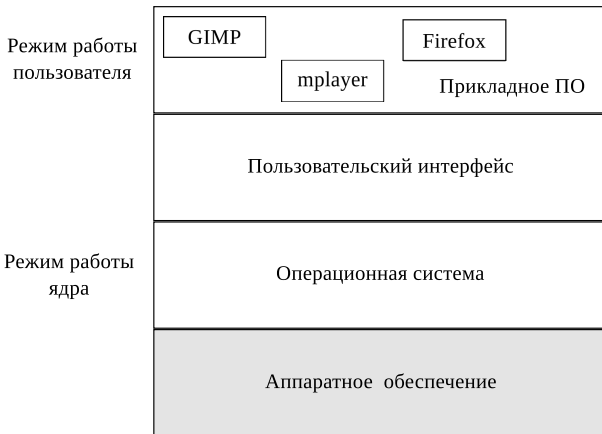 Режим работы
пользователя
GIMP
Firefox
mplayer
Прикладное ПО
Пользовательский интерфейс
Режим работы
ядра
Операционная система
Аппаратное обеспечение